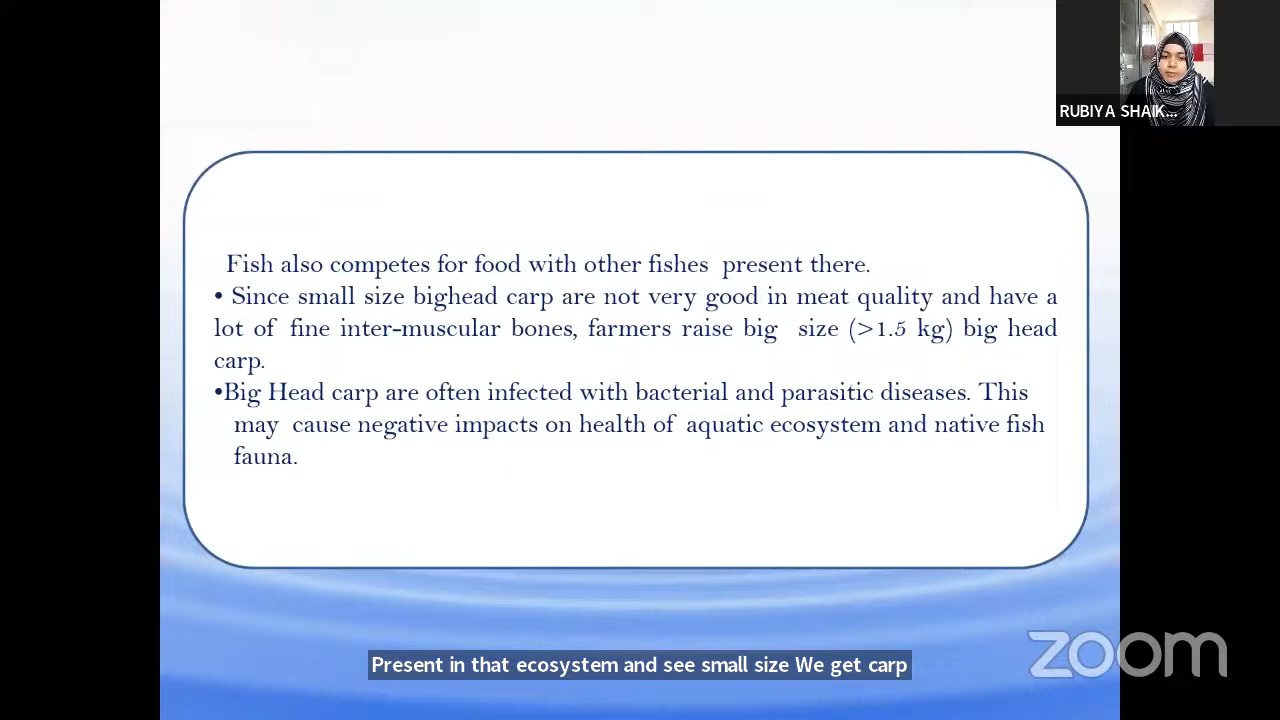 RUBIYA SHAIK...
Fish also competes for food with other fishes present there.
• Since small size bighead carp are not very good in meat quality and have a
lot of fine inter-muscular bones, farmers raise big size (>1.5 kg) big head
carp.
•Big Head carp are often infected with bacterial and parasitic diseases. This
may cause negative impacts on health of aquatic ecosystem and native fish
fauna.
zoom
Present in that ecosystem and see small size We get carp